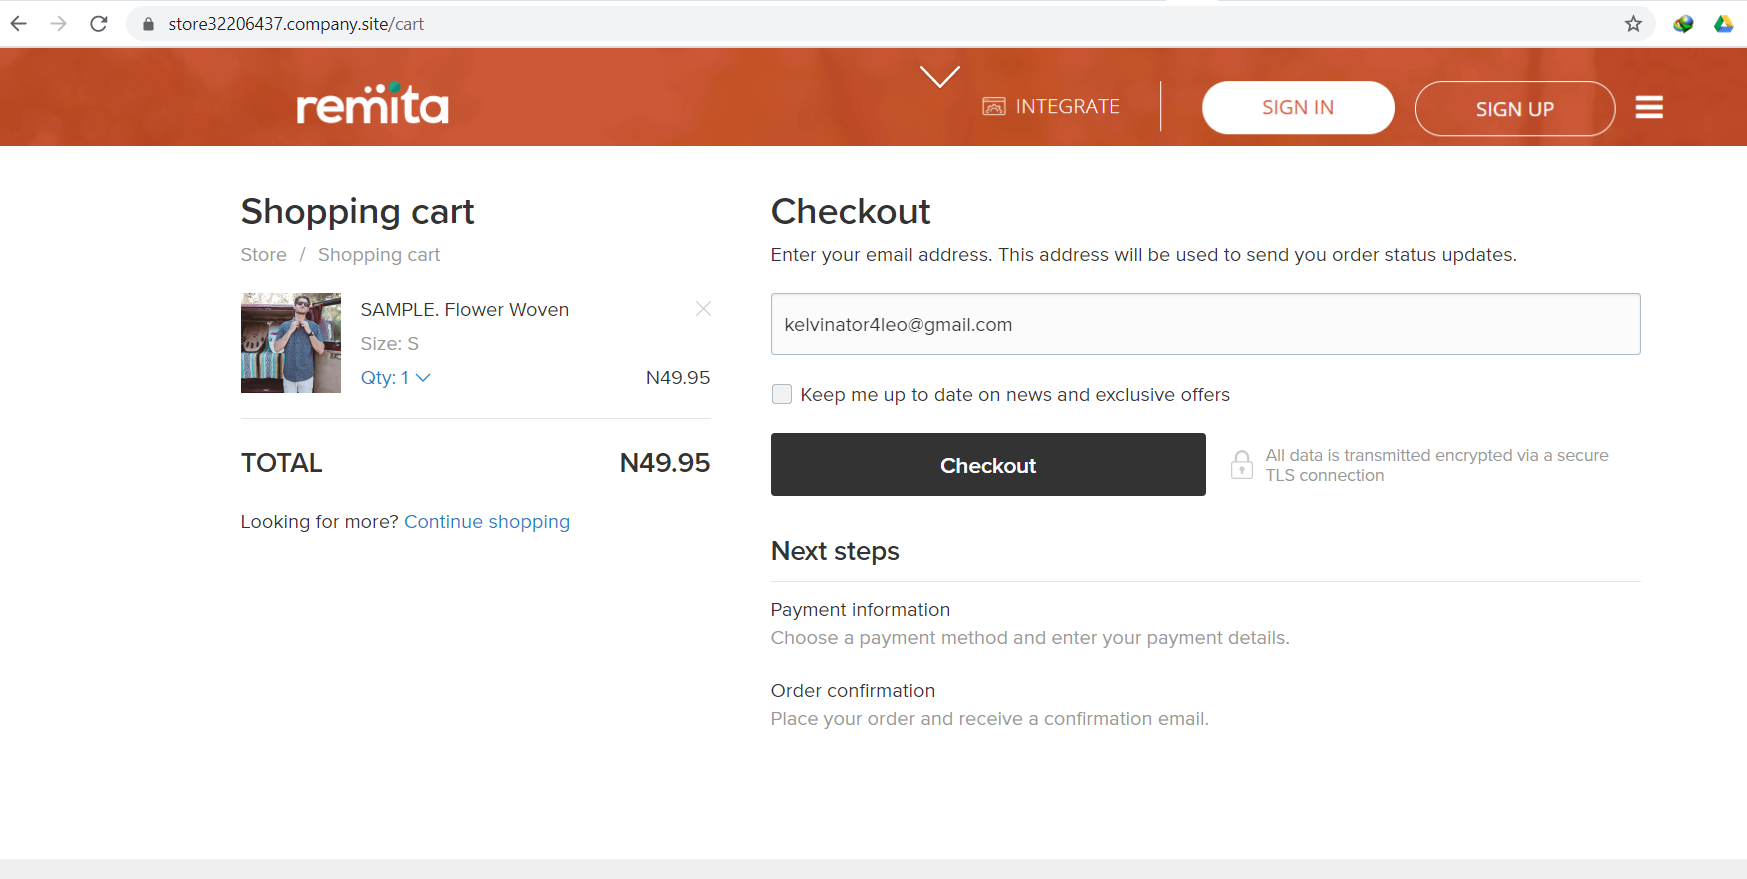 store32206437.company.site/cart
remita
INTEGRATE
SIGN IN
SIGN UP
Shopping cart
Store / Shopping cart
SAMPLE. Flower Woven
Size: S
Qty: 1
N49.95
TOTAL
N49.95
Looking for more? Continue shopping
Checkout
Enter your email address. This address will be used to send you order status updates.
kelvinator4leo@gmail.com
Keep me up to date on news and exclusive offers
Checkout
All data is transmitted encrypted via a secure
TLS connection
Next steps
Payment information
Choose a payment method and enter your payment details.
Order confirmation
Place your order and receive a confirmation email.